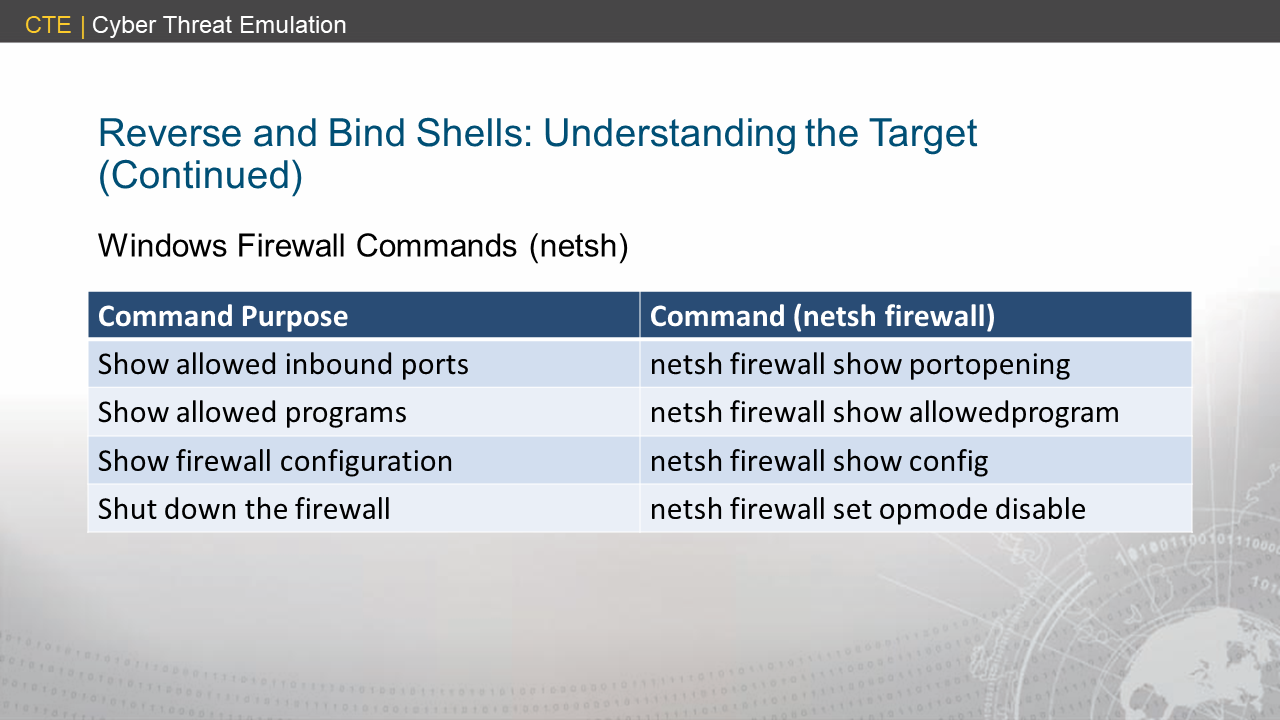 CTE | Cyber Threat Emulation
Reverse and Bind Shells: Understanding the Target
(Continued)
Windows Firewall Commands (netsh)
Command Purpose Command (netsh firewall)
Show allowed inbound ports netsh firewall show portopening
Show allowed programs netsh firewall show allowedprogram
Show firewall configuration netsh firewall show config
Shut down the firewall netsh firewall set opmode disable